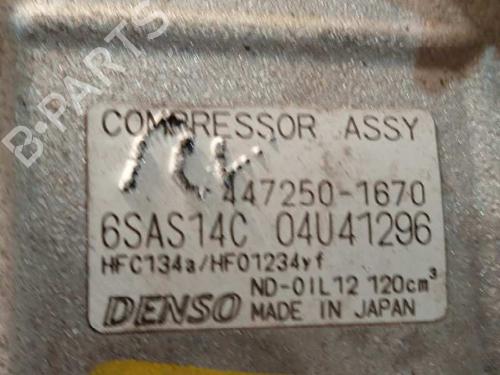 B-PARTS
COMPRESSOR ASSY
447250-1670
6SAS14C 04U41296
HFC134a/HFO1234yf
ND-OIL12 120cm³
DENSO MADE IN JAPAN